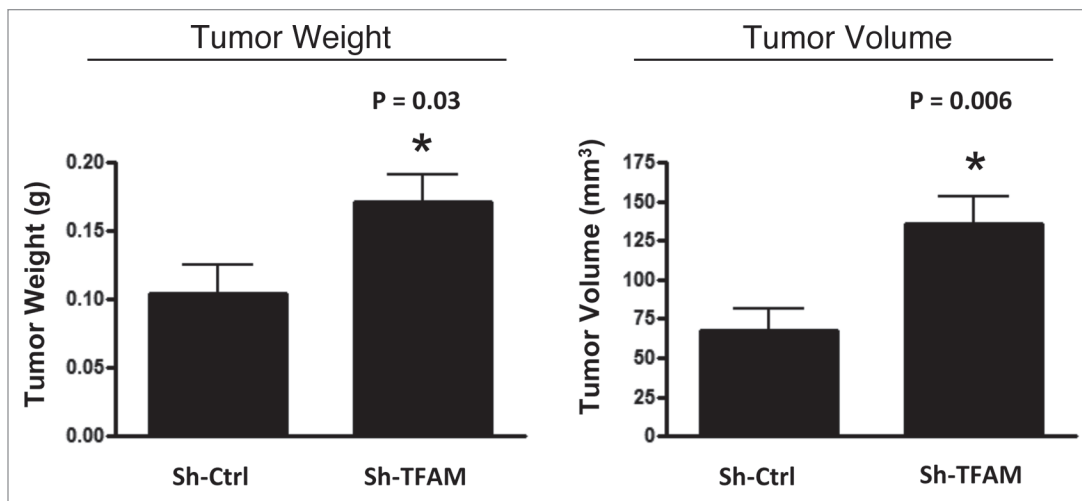 Tumor Weight
P = 0.03
*
0.20
0.15
0.10
0.05
0.00
Tumor Weight (g)
Sh-Ctrl Sh-TFAM
Tumor Volume
P = 0.006
*
175
150
125
100
75
50
25
0
Tumor Volume (mm³)
Sh-Ctrl Sh-TFAM